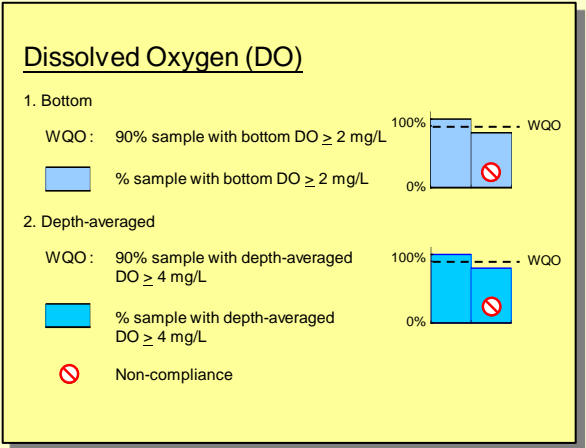 Dissolved Oxygen (DO)
1. Bottom
WQO: 90% sample with bottom DO ≥ 2 mg/L
% sample with bottom DO ≥ 2 mg/L
100%
WQO
0%
2. Depth-averaged
WQO: 90% sample with depth-averaged
DO ≥ 4 mg/L
% sample with depth-averaged
DO ≥ 4 mg/L
100%
WQO
0%
Non-compliance